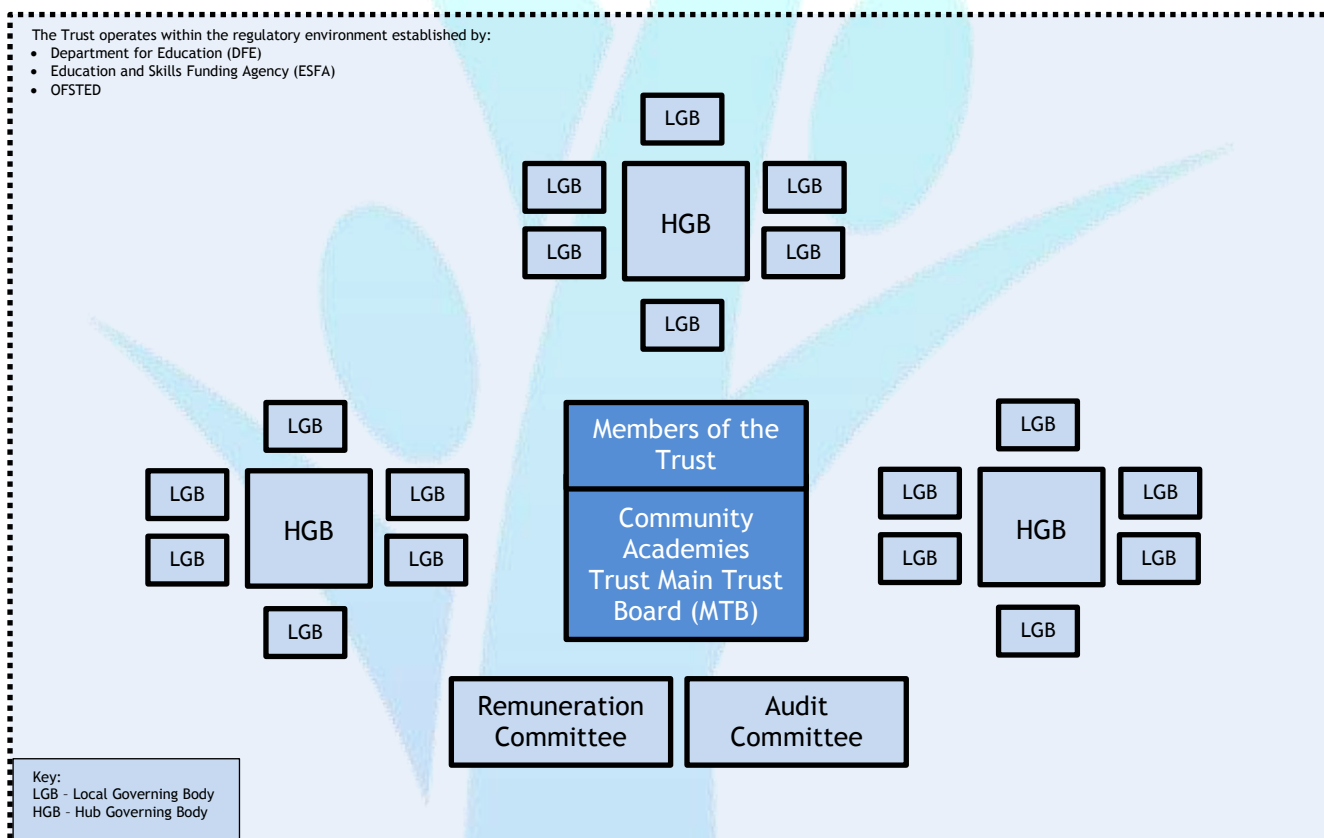 The Trust operates within the regulatory environment established by:
• Department for Education (DFE)
• Education and Skills Funding Agency (ESFA)
• OFSTED
LGB
LGB
LGB
HGB
LGB
LGB
LGB
LGB
LGB
HGB
LGB
LGB
LGB
LGB
Members of the
Trust
Community
Academies
Trust Main Trust
Board (MTB)
LGB
LGB
HGB
LGB
LGB
LGB
LGB
Remuneration
Committee
Audit
Committee
Key:
LGB - Local Governing Body
HGB - Hub Governing Body